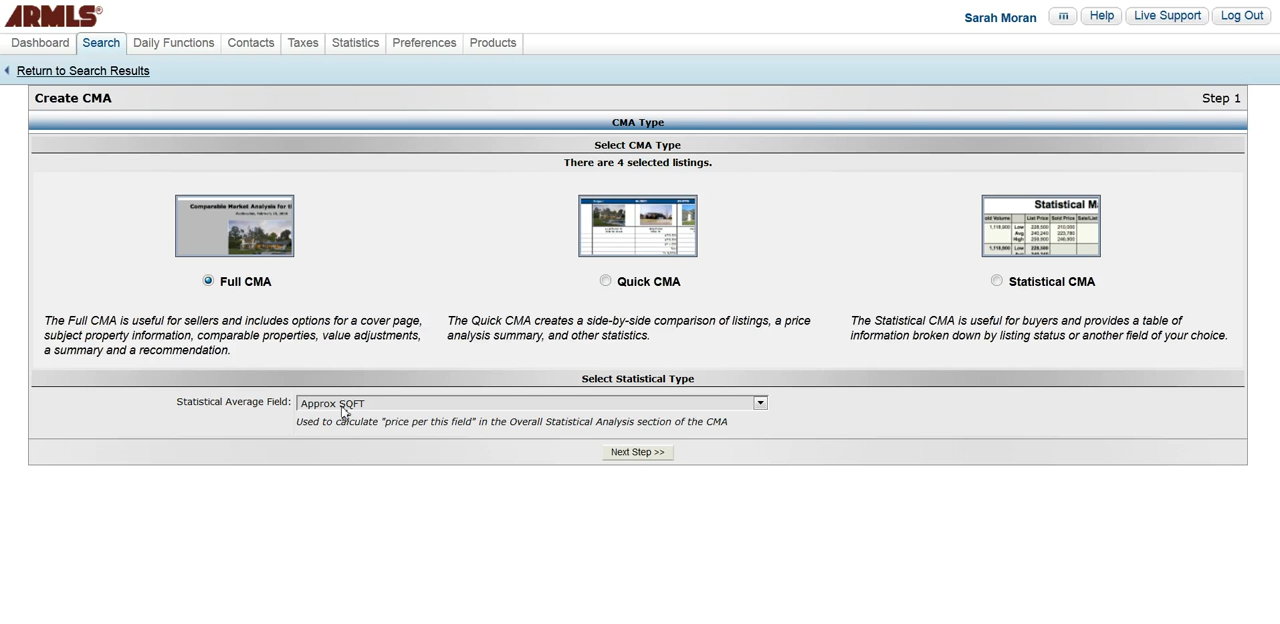 ARMLS®
Sarah Moran
m
Help
Live Support
Log Out
Dashboard
Search
Daily Functions
Contacts
Taxes
Statistics
Preferences
Products
Return to Search Results
Create CMA
Step 1
CMA Type
Select CMA Type
There are 4 selected listings.
Statistical M
List Price
Sold Price
Full CMA
Quick CMA
Statistical CMA
The Full CMA is useful for sellers and includes options for a cover page,
subject property information, comparable properties, value adjustments,
a summary and a recommendation.
The Quick CMA creates a side-by-side comparison of listings, a price
analysis summary, and other statistics.
The Statistical CMA is useful for buyers and provides a table of
information broken down by listing status or another field of your choice.
Select Statistical Type
Statistical Average Field:
Approx SQFT
Used to calculate "price per this field" in the Overall Statistical Analysis section of the CMA
Next Step >>